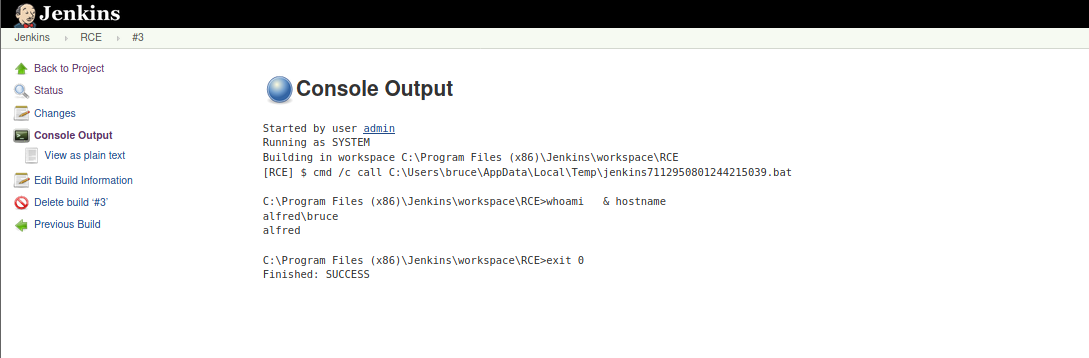 Jenkins
Jenkins RCE #3
Back to Project
Status
Changes
Console Output
View as plain text
Edit Build Information
Delete build ‘#3’
Previous Build
Console Output
Started by user admin
Running as SYSTEM
Building in workspace C:\Program Files (x86)\Jenkins\workspace\RCE
[RCE] $ cmd /c call C:\Users\bruce\AppData\Local\Temp\jenkins7112950801244215039.bat
C:\Program Files (x86)\Jenkins\workspace\RCE>whoami   & hostname
alfred\bruce
alfred
C:\Program Files (x86)\Jenkins\workspace\RCE>exit 0
Finished: SUCCESS